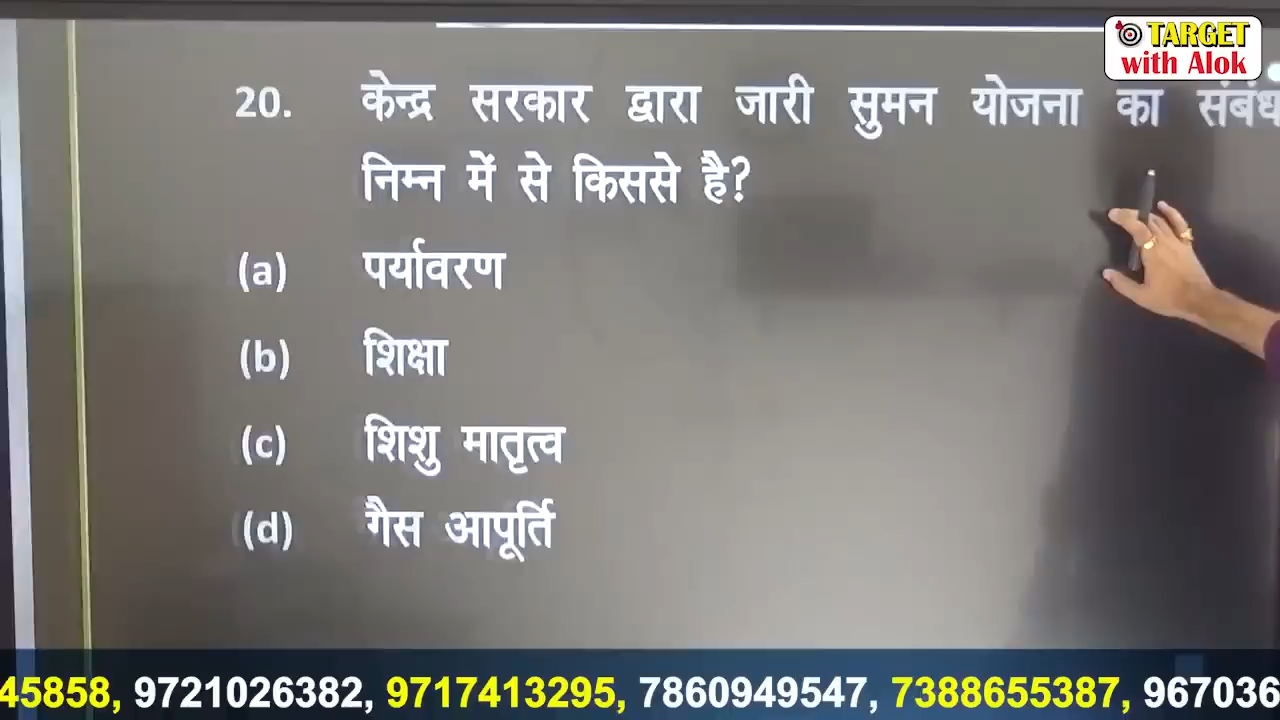 TARGET
with Alok
20. केन्द्र सरकार द्वारा जारी सुमन योजना का संबंध
निम्न में से किससे है?
(a) पर्यावरण
(b) शिक्षा
(c) शिशु मातृत्व
(d) गैस आपूर्ति
45858, 9721026382, 9717413295, 7860949547, 7388655387, 967036